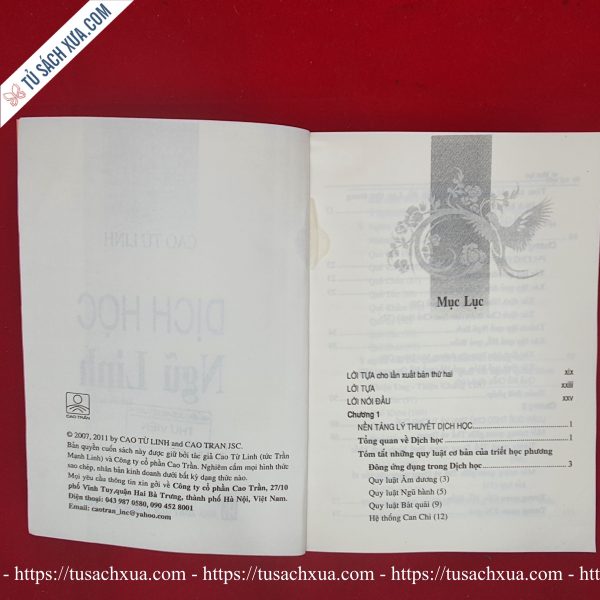 TỦ SÁCH XƯA.COM
CAO TỪ LINH
DỊCH HỌC
Ngũ Linh
CAO TRẦN
© 2007, 2011 by CAO TỪ LINH and CAO TRAN JSC.
Bản quyền cuốn sách này được giữ bởi tác giả Cao Từ Linh (tức Trần
Mạnh Linh) và Công ty cổ phần Cao Trần. Nghiêm cấm mọi hình thức
sao chép, nhân bản kinh doanh dưới bất kỳ dạng thức nào.
Mọi yêu cầu thông tin xin gởi về Công ty cổ phần Cao Trần, 27/10
phố Vĩnh Tuy,quận Hai Bà Trưng, thành phố Hà Nội, Việt Nam.
Điện thoại: 043 987 0580, 090 452 8001
Email: caotran_inc@yahoo.com
Mục Lục
LỜI TỰA cho lần xuất bản thứ hai xix
LỜI TỰA xxiii
LỜI NÓI ĐẦU xxv
Chương 1
NỀN TẢNG LÝ THUYẾT DỊCH HỌC 1
Tổng quan về Dịch học 1
Tóm tắt những quy luật cơ bản của triết học phương
Đông ứng dụng trong Dịch học 3
Quy luật Âm dương (3)
Quy luật Ngũ hành (5)
Quy luật Bát quái (9)
Hệ thống Can Chi (12)
- https://tusachxua.com - https://tusachxua.com - https://tusachxua.com - https://tusachxua.com -